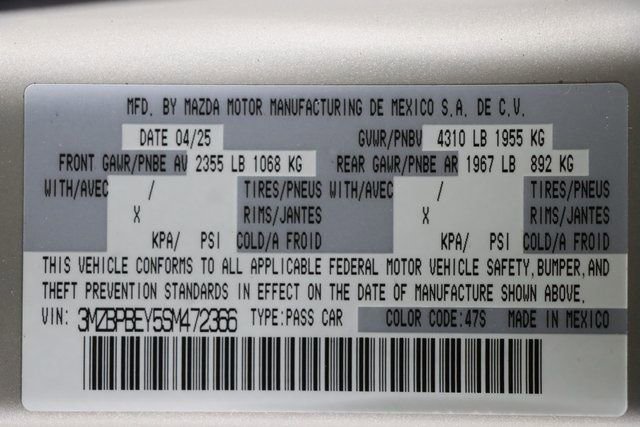 MFD. BY MAZDA MOTOR MANUFACTURING DE MEXICO S.A. DE C.V.
DATE 04/25 GVWR/PNBV 4310 LB 1955 KG
FRONT GAWR/PNBE AV 2355 LB 1068 KG REAR GAWR/PNBE AR 1967 LB 892 KG
WITH/AVEC / TIRES/PNEUS WITH/AVEC / TIRES/PNEUS
X RIMS/JANTES X RIMS/JANTES
KPA/ PSI COLD/A FROID KPA/ PSI COLD/A FROID
THIS VEHICLE CONFORMS TO ALL APPLICABLE FEDERAL MOTOR VEHICLE SAFETY, BUMPER, AND
THEFT PREVENTION STANDARDS IN EFFECT ON THE DATE OF MANUFACTURE SHOWN ABOVE.
VIN: 3MZBPBEY5SM472366 TYPE:PASS CAR COLOR CODE:47S MADE IN MEXICO